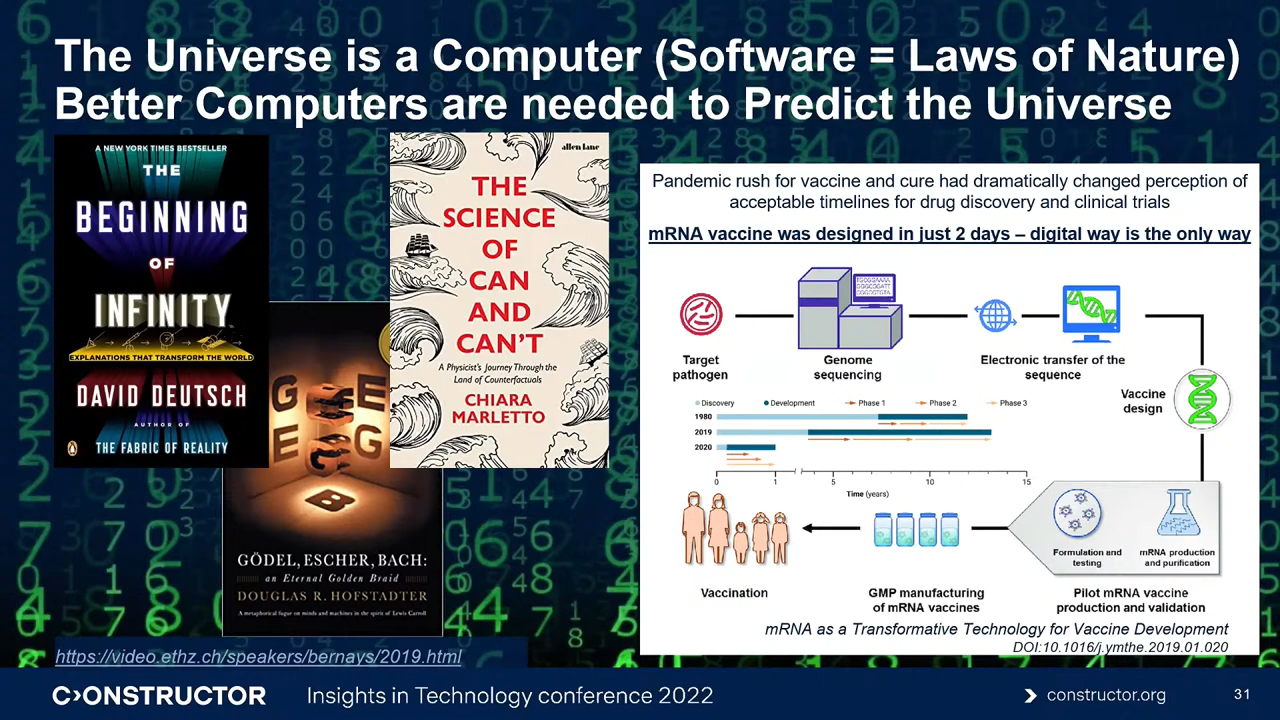 The Universe is a Computer (Software = Laws of Nature)
Better Computers are needed to Predict the Universe
A NEW YORK TIMES BESTSELLER
THE
BEGINNING
OF
INFINITY
EXPLANATIONS THAT TRANSFORM THE WORLD
DAVID DEUTSCH
AUTHOR OF
THE FABRIC OF REALITY
GÖDEL, ESCHER, BACH:
an Eternal Golden Braid
DOUGLAS R. HOFSTADTER
A metaphorical fugue on minds and machines in the spirit of Lewis Carroll
allen lane
THE
SCIENCE
OF
CAN
AND
CAN'T
A Physicist's Journey Through the
Land of Counterfactuals
CHIARA
MARLETTO
https://video.ethz.ch/speakers/bernays/2019.html
Pandemic rush for vaccine and cure had dramatically changed perception of
acceptable timelines for drug discovery and clinical trials
mRNA vaccine was designed in just 2 days – digital way is the only way
Target
pathogen
Genome
sequencing
Electronic transfer of the
sequence
Vaccine
design
Discovery Development Phase 1 Phase 2 Phase 3
1980
2019
2020
0 1 5 10 15
Time (years)
Formulation and
testing
mRNA production
and purification
Vaccination
GMP manufacturing
of mRNA vaccines
Pilot mRNA vaccine
production and validation
mRNA as a Transformative Technology for Vaccine Development
DOI:10.1016/j.ymthe.2019.01.020
CONSTRUCTOR
Insights in Technology conference 2022
constructor.org
31